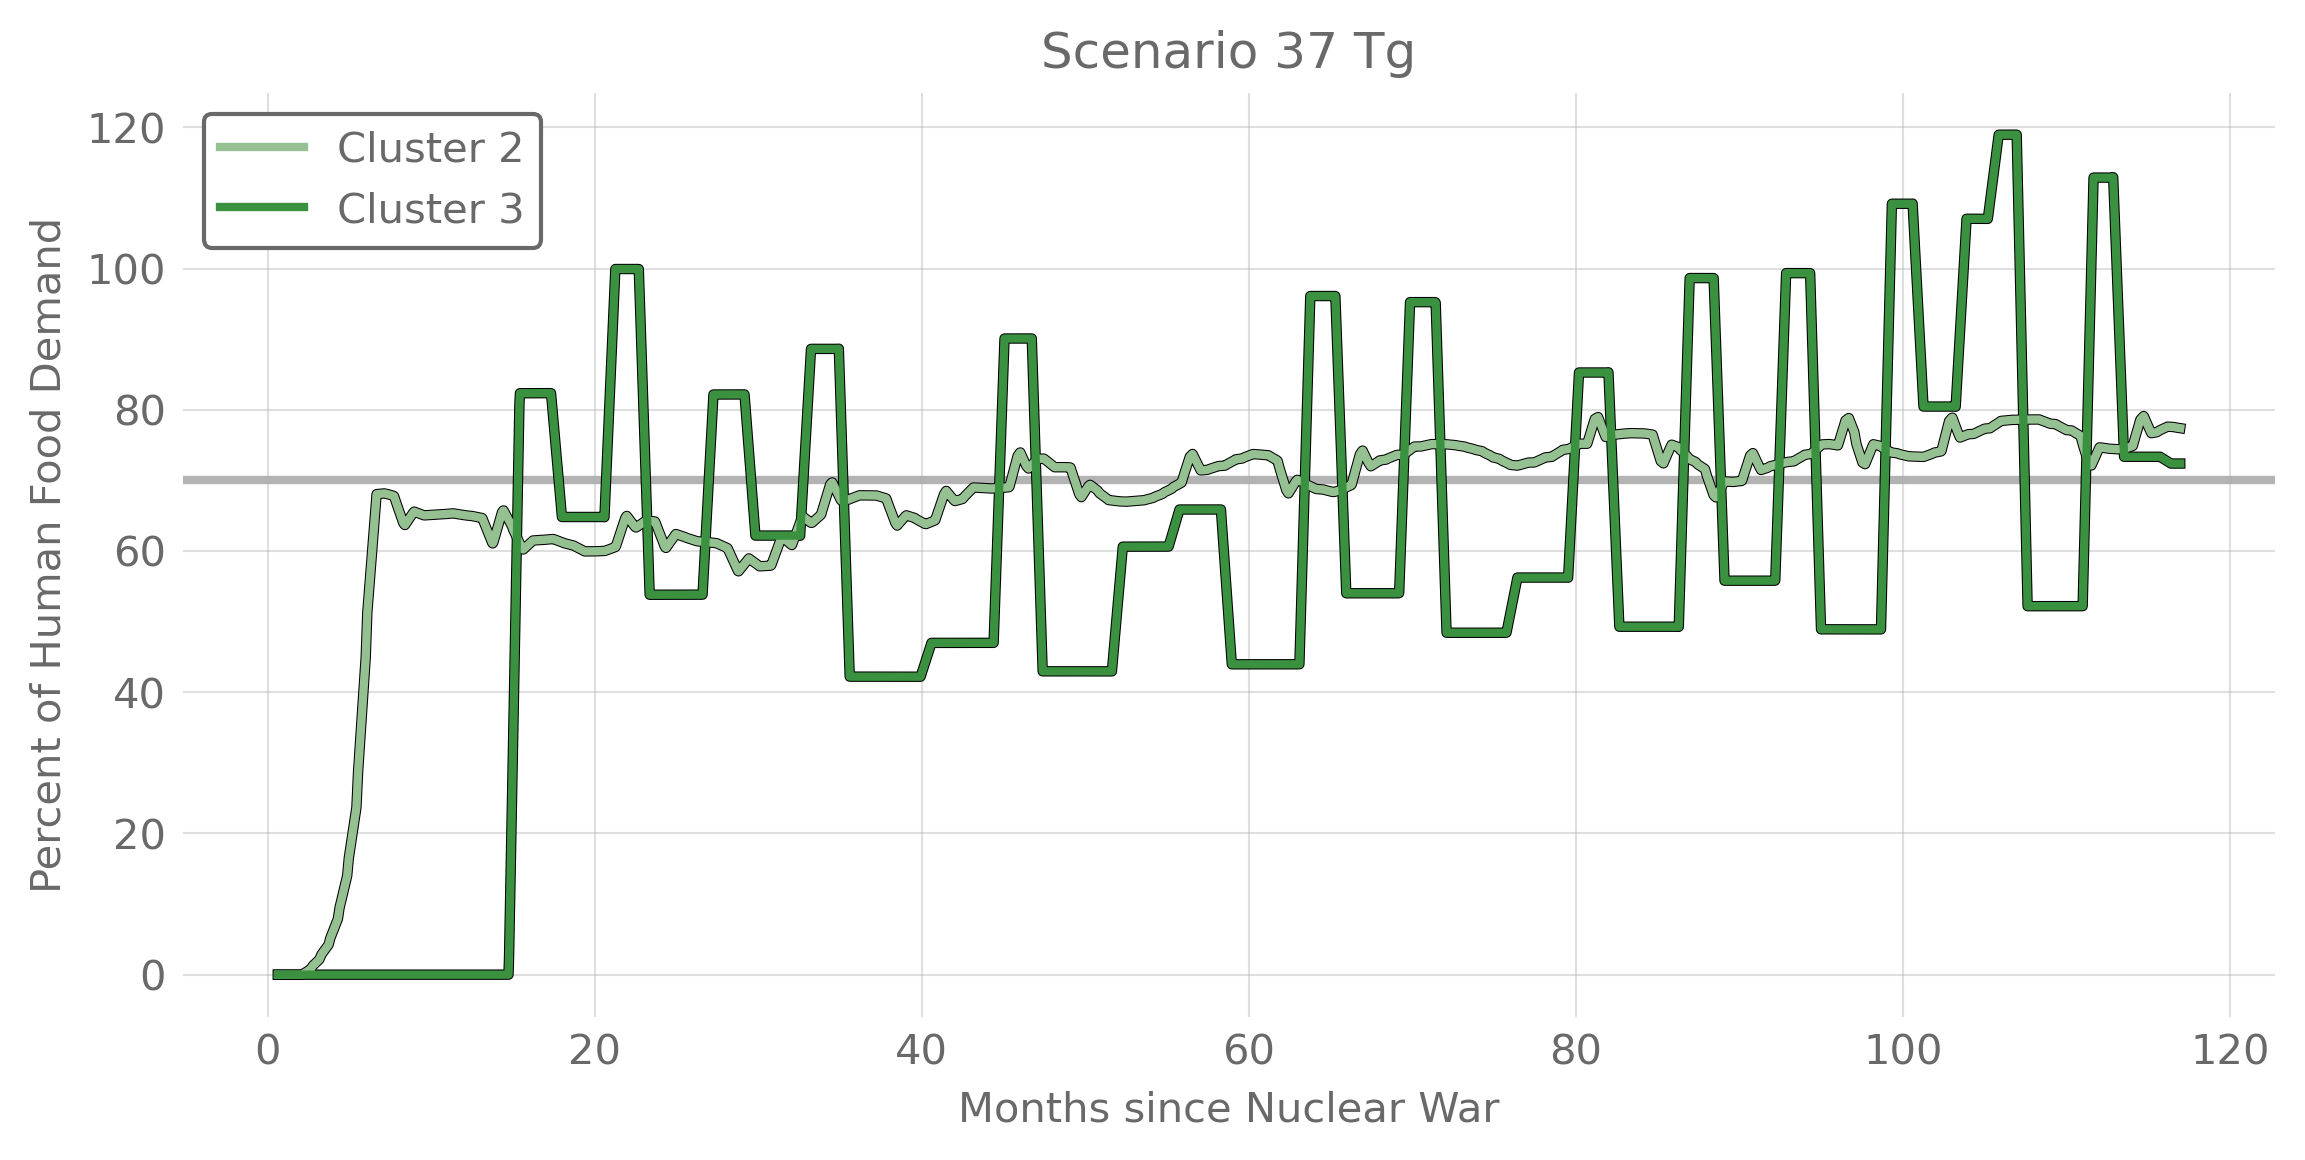 Scenario 37 Tg
Cluster 2
Cluster 3
Percent of Human Food Demand
120
100
80
60
40
20
0
0 20 40 60 80 100 120
Months since Nuclear War